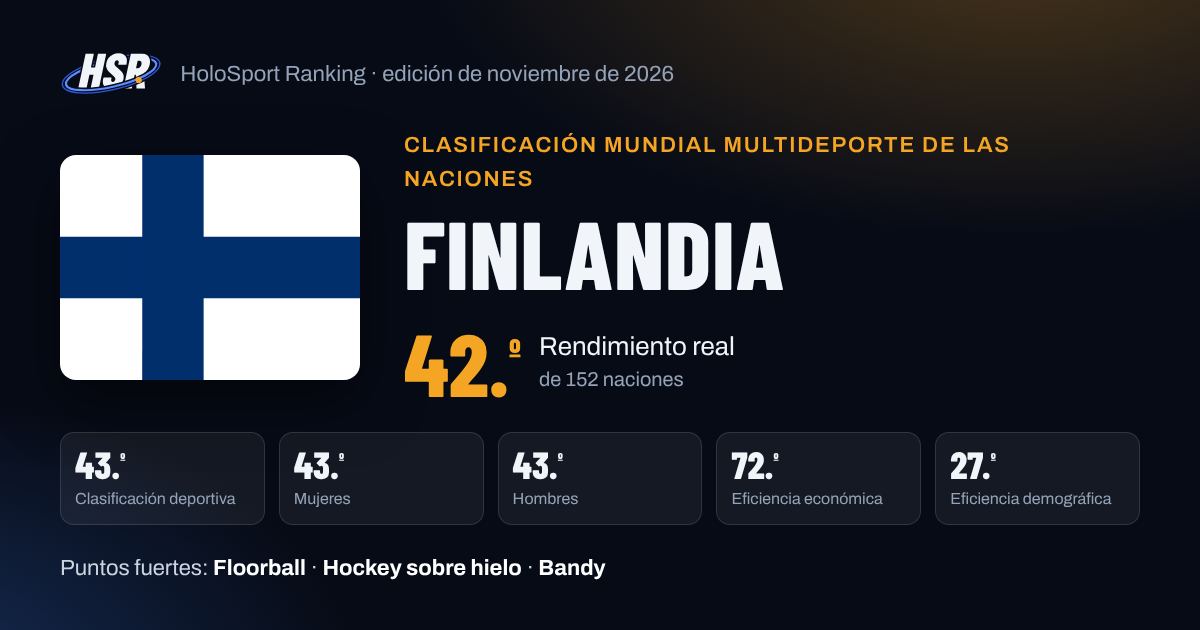 HSR
HoloSport Ranking · edición de noviembre de 2026
CLASIFICACIÓN MUNDIAL MULTIDEPORTE DE LAS
NACIONES
FINLANDIA
42.º
Rendimiento real
de 152 naciones
43.º
Clasificación deportiva
43.º
Mujeres
43.º
Hombres
72.º
Eficiencia económica
27.º
Eficiencia demográfica
Puntos fuertes: Floorball · Hockey sobre hielo · Bandy